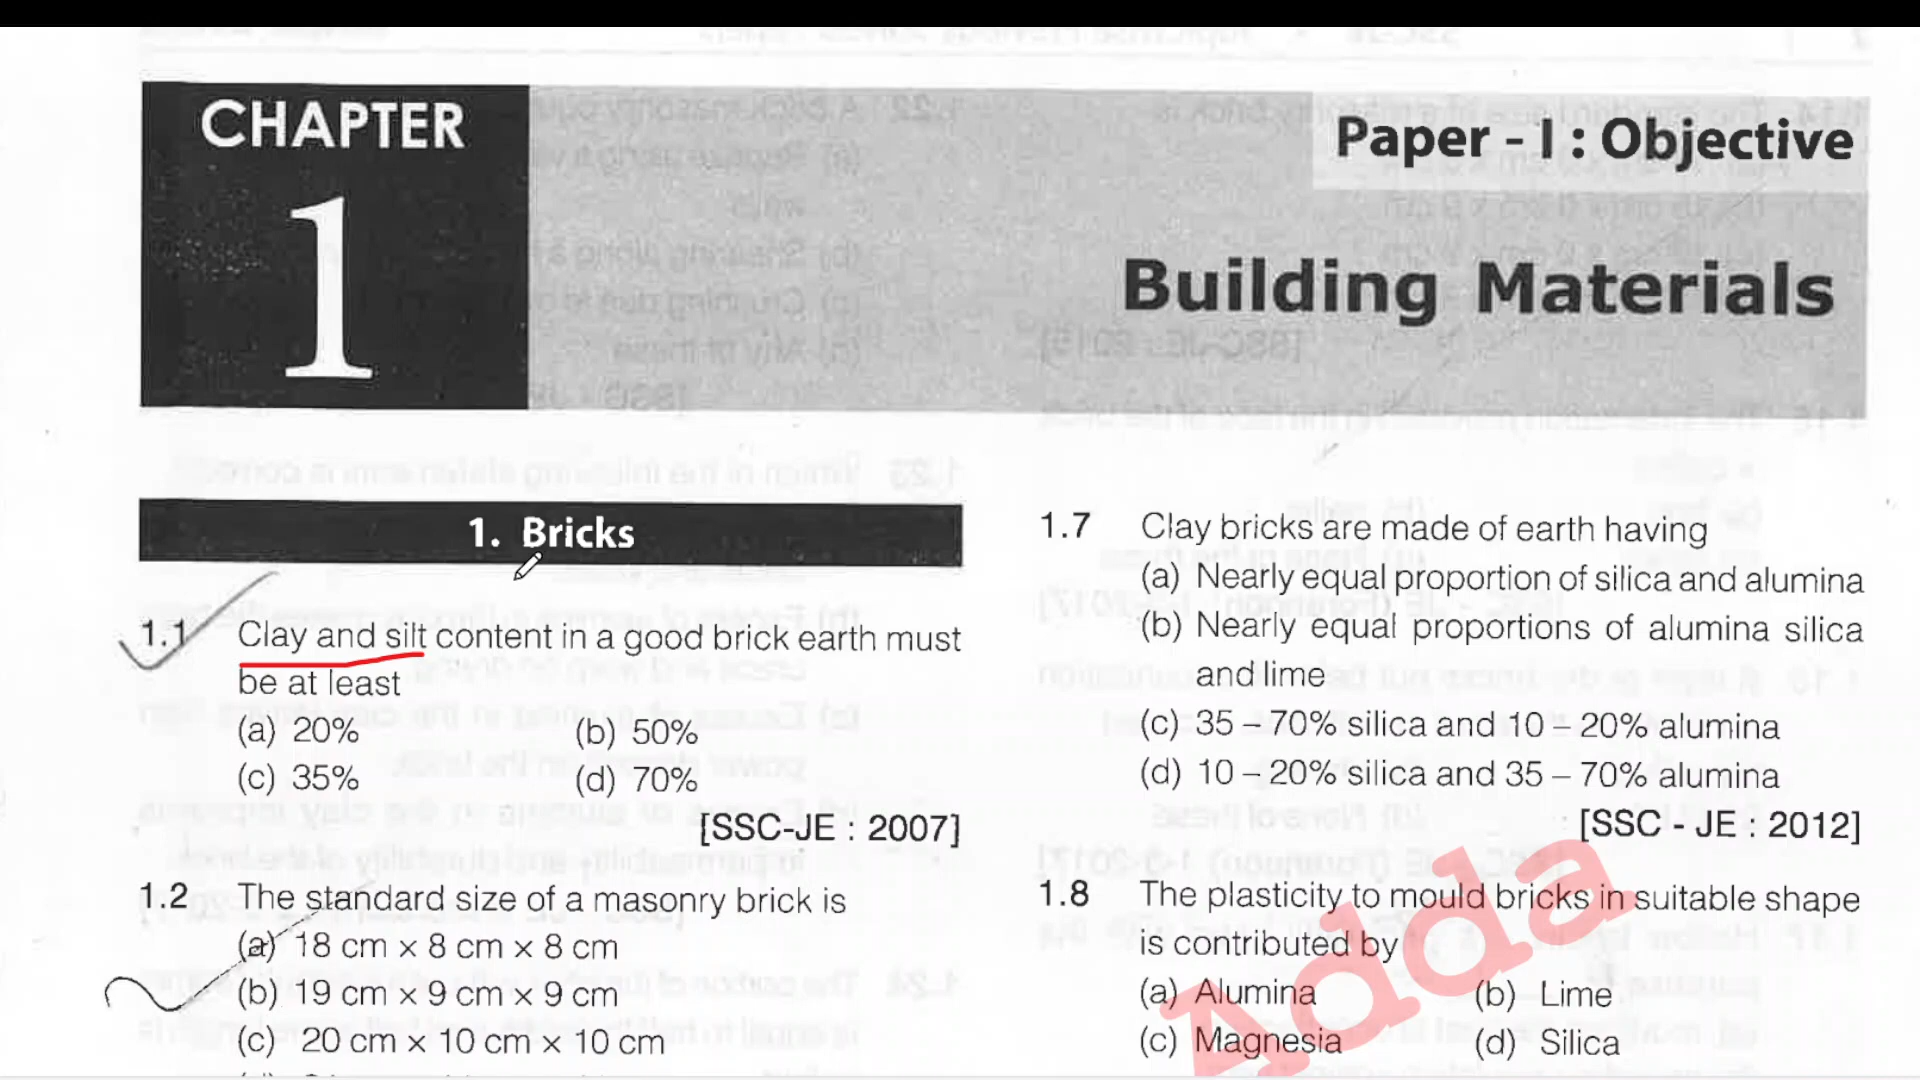 CHAPTER
1
Paper - I : Objective
Building Materials
1. Bricks
1.1 Clay and silt content in a good brick earth must
be at least
(a) 20% (b) 50%
(c) 35% (d) 70%
[SSC-JE : 2007]
1.2 The standard size of a masonry brick is
(a) 18 cm × 8 cm × 8 cm
(b) 19 cm × 9 cm × 9 cm
(c) 20 cm × 10 cm × 10 cm
1.7 Clay bricks are made of earth having
(a) Nearly equal proportion of silica and alumina
(b) Nearly equal proportions of alumina silica
and lime
(c) 35 – 70% silica and 10 – 20% alumina
(d) 10 – 20% silica and 35 – 70% alumina
[SSC - JE : 2012]
1.8 The plasticity to mould bricks in suitable shape
is contributed by
(a) Alumina (b) Lime
(c) Magnesia (d) Silica
Adda